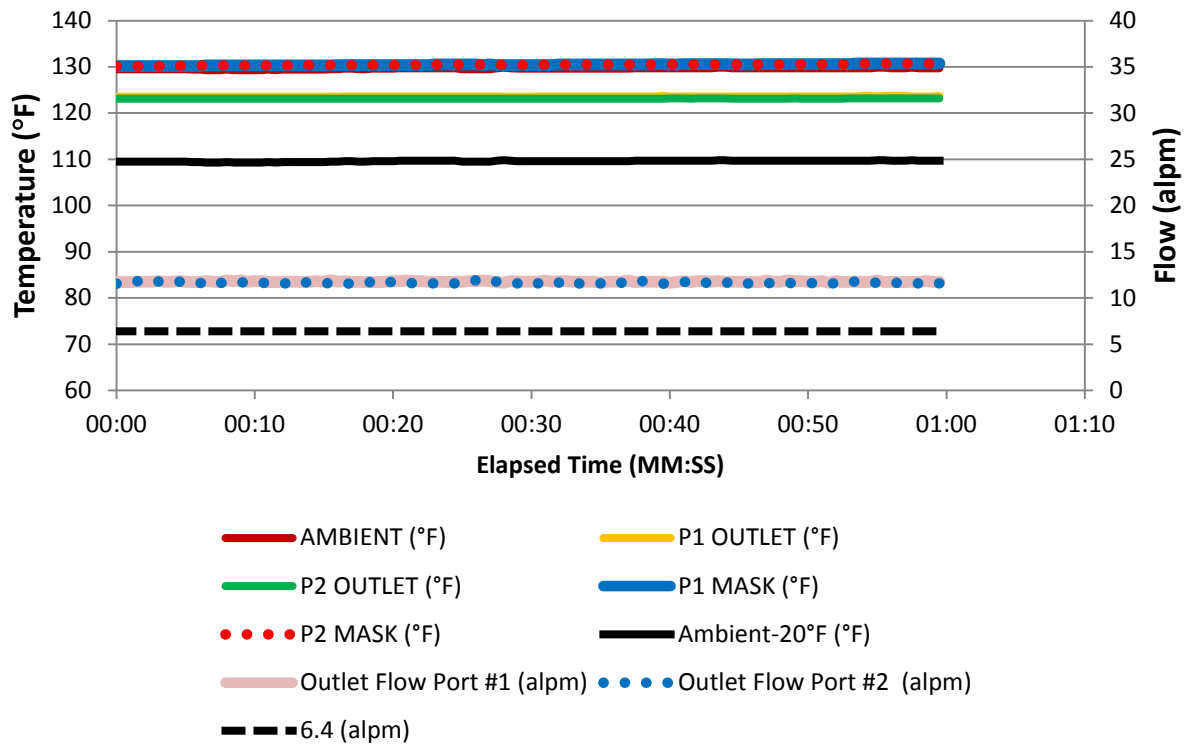 140
130
120
110
100
90
80
70
60
Temperature (°F)
40
35
30
25
20
15
10
5
0
Flow (alpm)
00:00 00:10 00:20 00:30 00:40 00:50 01:00 01:10
Elapsed Time (MM:SS)
AMBIENT (°F) P1 OUTLET (°F)
P2 OUTLET (°F) P1 MASK (°F)
P2 MASK (°F) Ambient-20°F (°F)
Outlet Flow Port #1 (alpm) Outlet Flow Port #2 (alpm)
6.4 (alpm)